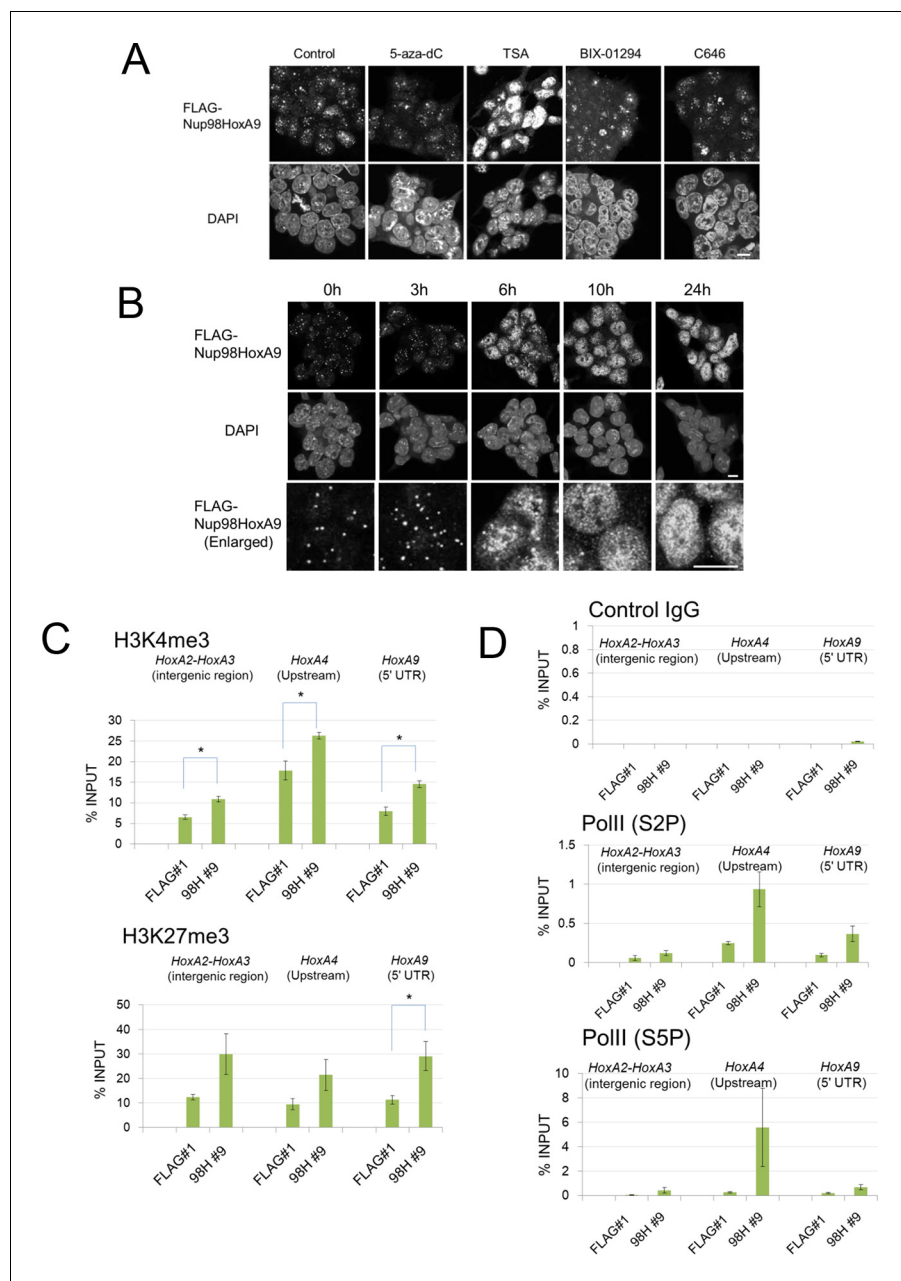 A
Control 5-aza-dC TSA BIX-01294 C646
FLAG-
Nup98HoxA9
DAPI
B
0h 3h 6h 10h 24h
FLAG-
Nup98HoxA9
DAPI
FLAG-
Nup98HoxA9
(Enlarged)
C
H3K4me3
HoxA2-HoxA3 HoxA4 HoxA9
(intergenic region) (Upstream) (5' UTR)
* * *
% INPUT
30
25
20
15
10
5
0
FLAG#1 98H #9 FLAG#1 98H #9 FLAG#1 98H #9
H3K27me3
HoxA2-HoxA3 HoxA4 HoxA9
(intergenic region) (Upstream) (5' UTR)
*
% INPUT
50
40
30
20
10
0
FLAG#1 98H #9 FLAG#1 98H #9 FLAG#1 98H #9
D
Control IgG
HoxA2-HoxA3 HoxA4 HoxA9
(intergenic region) (Upstream) (5' UTR)
% INPUT
1
0.8
0.6
0.4
0.2
0
FLAG#1 98H #9 FLAG#1 98H #9 FLAG#1 98H #9
PolII (S2P)
HoxA2-HoxA3 HoxA4 HoxA9
(intergenic region) (Upstream) (5' UTR)
% INPUT
1.5
1
0.5
0
FLAG#1 98H #9 FLAG#1 98H #9 FLAG#1 98H #9
PolII (S5P)
HoxA2-HoxA3 HoxA4 HoxA9
(intergenic region) (Upstream) (5' UTR)
% INPUT
10
8
6
4
2
0
FLAG#1 98H #9 FLAG#1 98H #9 FLAG#1 98H #9